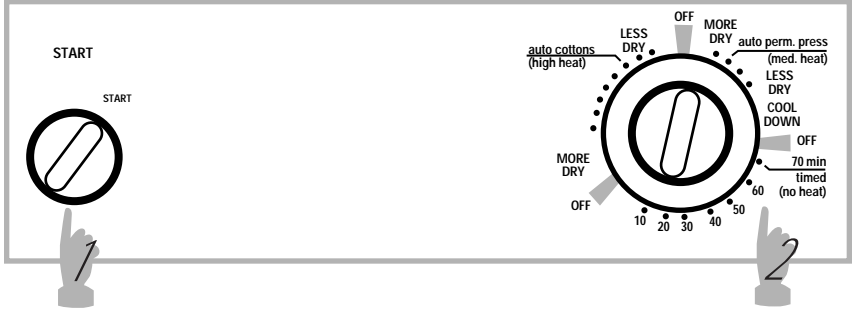 START
START
1
auto cottons
(high heat)
LESS
DRY
OFF
MORE
DRY
auto perm. press
(med. heat)
LESS
DRY
COOL
DOWN
OFF
70 min
timed
(no heat)
60
50
40
30
20
10
OFF
MORE
DRY
2